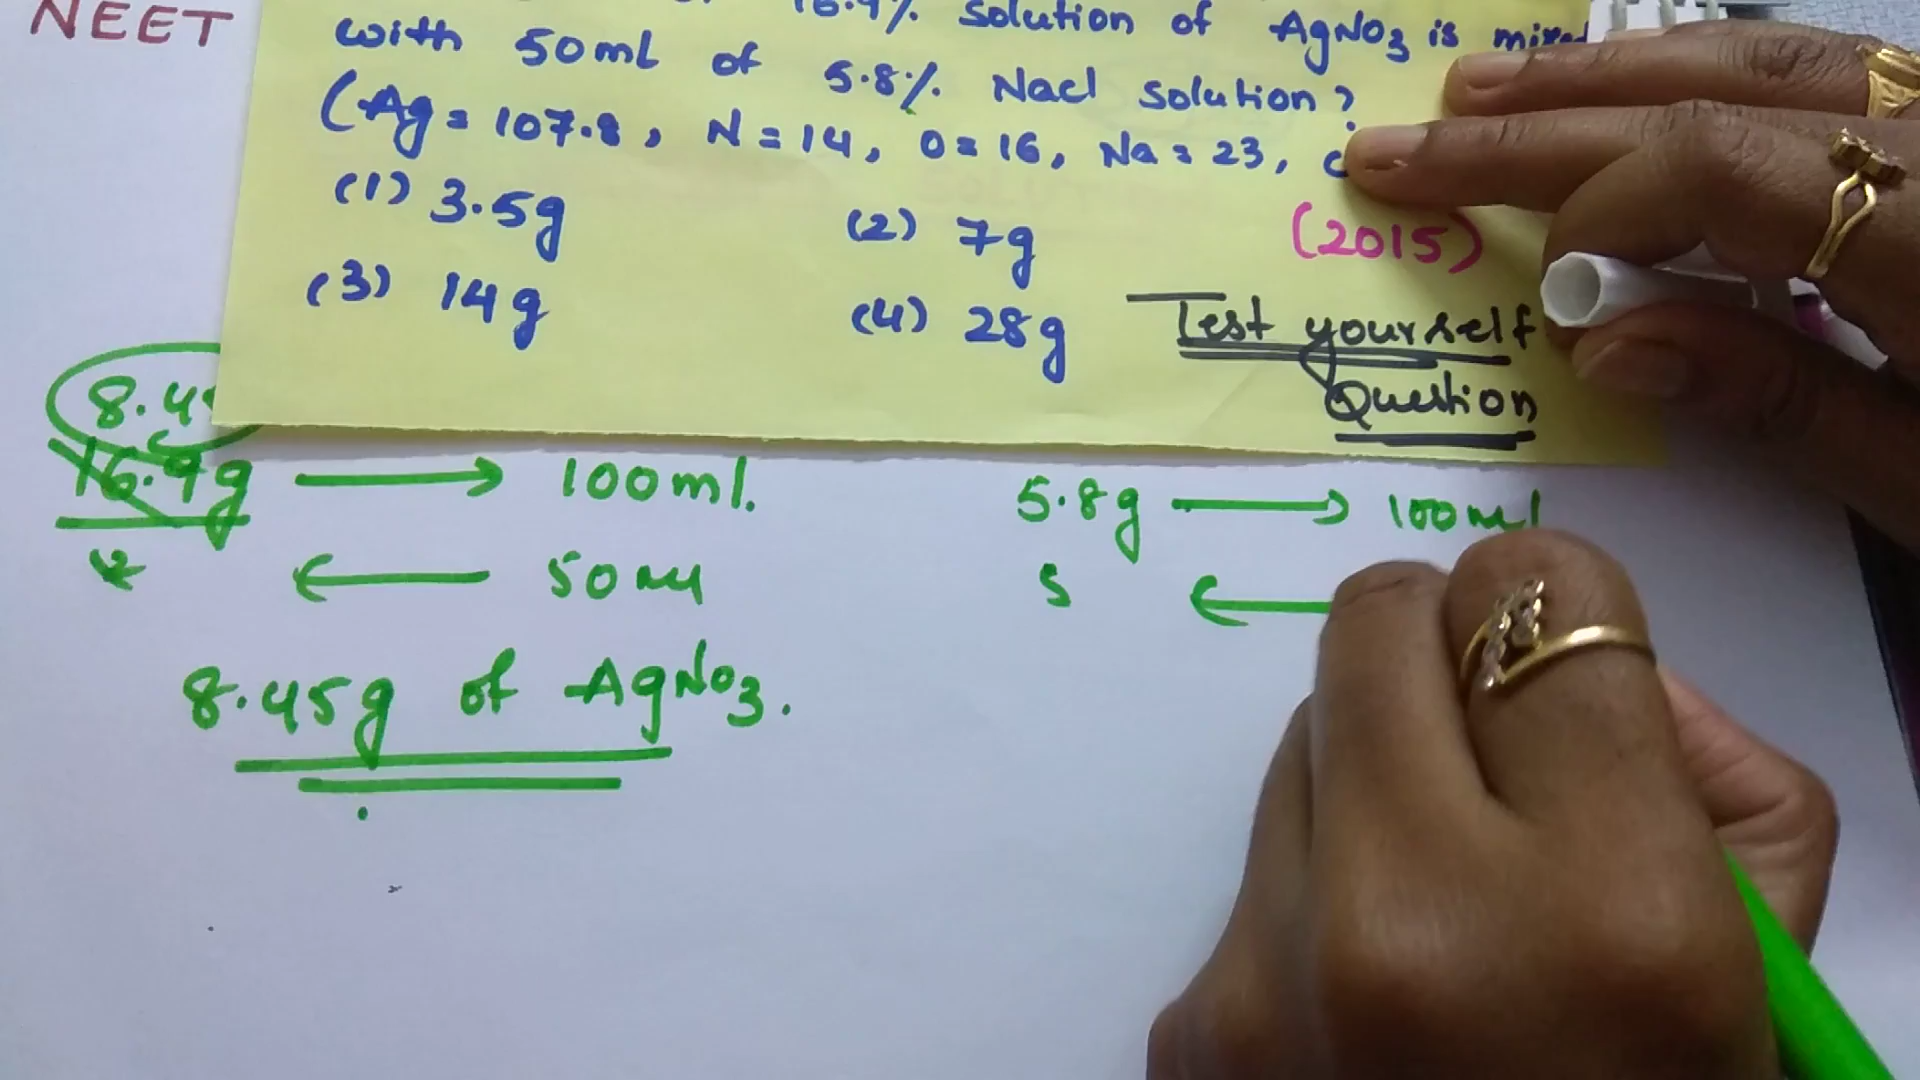 NEET
16.9% solution of AgNO3 is mixed
with 50ml of 5.8% Nacl solution?
(Ag = 107.8, N = 14, O = 16, Na = 23,
(1) 3.5g (2) 7g (2015)
(3) 14g (4) 28g
Test yourself
Question
8.4
16.9g → 100ml.
← 50ml
8.45g of AgNO3.
5.8g → 100ml
←